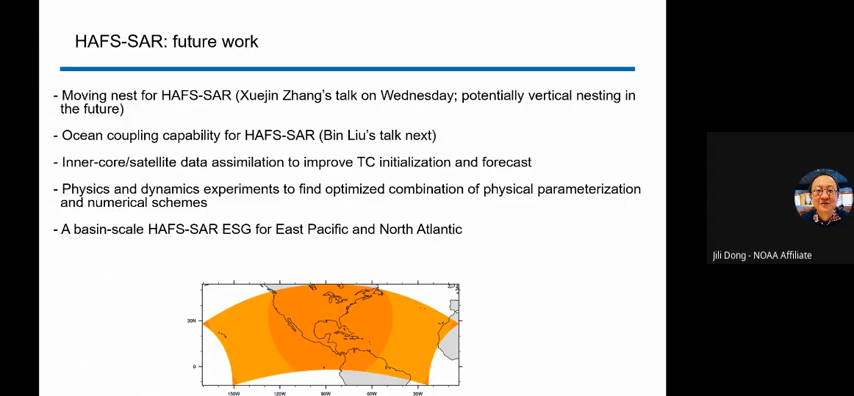 HAFS-SAR: future work
- Moving nest for HAFS-SAR (Xuejin Zhang's talk on Wednesday; potentially vertical nesting in
the future)
- Ocean coupling capability for HAFS-SAR (Bin Liu's talk next)
- Inner-core/satellite data assimilation to improve TC initialization and forecast
- Physics and dynamics experiments to find optimized combination of physical parameterization
and numerical schemes
- A basin-scale HAFS-SAR ESG for East Pacific and North Atlantic
Jili Dong - NOAA Affiliate
30N
0
150W 120W 90W 60W 30W